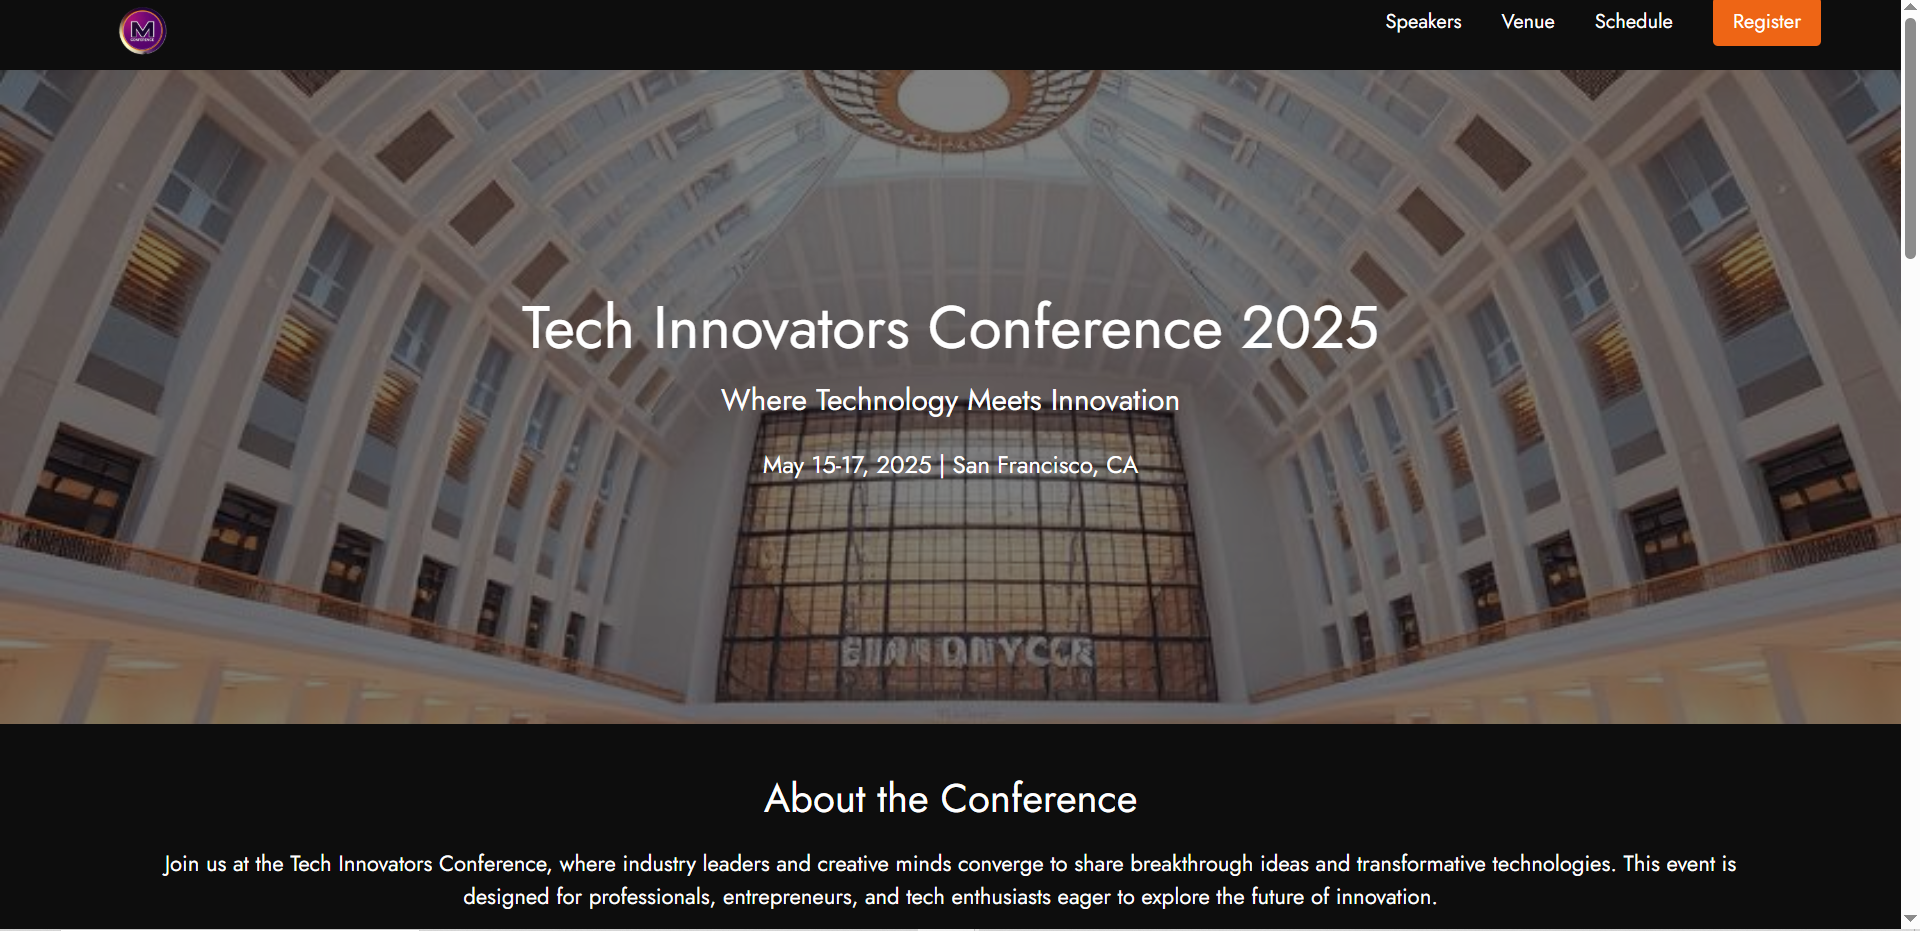 M
CONFERENCE
Speakers Venue Schedule Register
Tech Innovators Conference 2025
Where Technology Meets Innovation
May 15-17, 2025 | San Francisco, CA
About the Conference
Join us at the Tech Innovators Conference, where industry leaders and creative minds converge to share breakthrough ideas and transformative technologies. This event is
designed for professionals, entrepreneurs, and tech enthusiasts eager to explore the future of innovation.